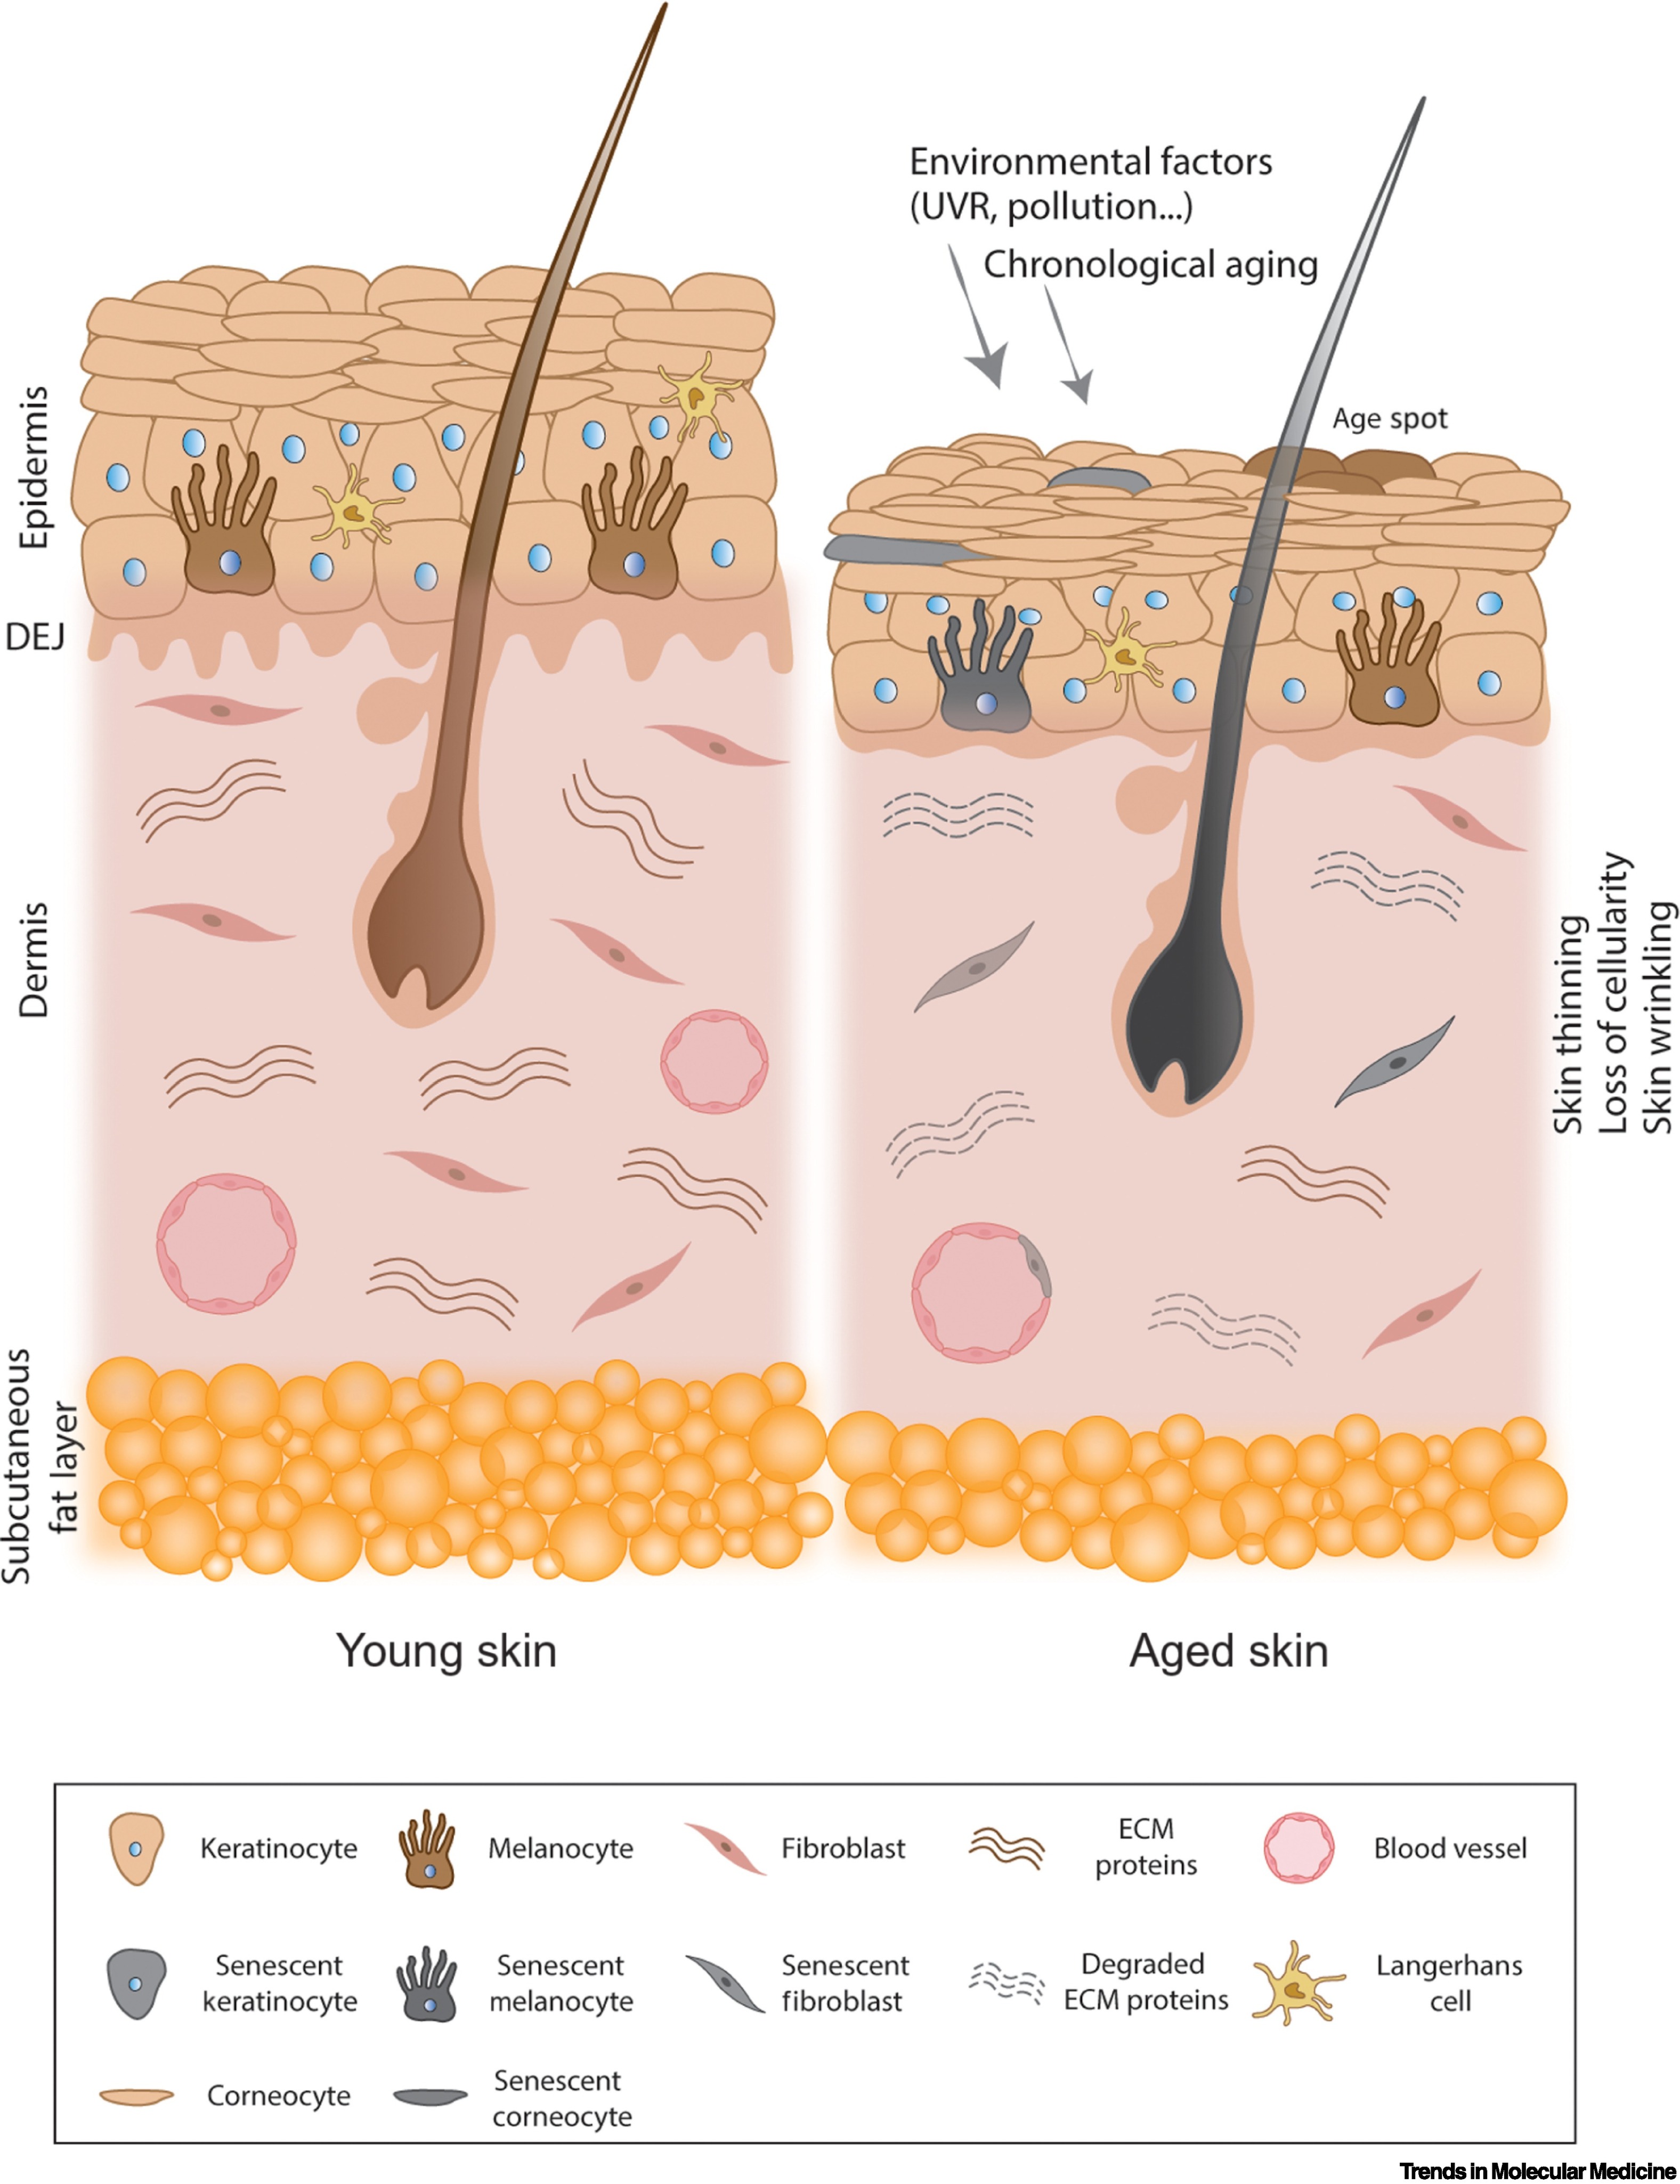 Environmental factors
(UVR, pollution...)
Chronological aging
Age spot
Epidermis
DEJ
Dermis
Subcutaneous
fat layer
Skin thinning
Loss of cellularity
Skin wrinkling
Young skin
Aged skin
Keratinocyte
Melanocyte
Fibroblast
ECM
proteins
Blood vessel
Senescent
keratinocyte
Senescent
melanocyte
Senescent
fibroblast
Degraded
ECM proteins
Langerhans
cell
Corneocyte
Senescent
corneocyte
Trends in Molecular Medicine